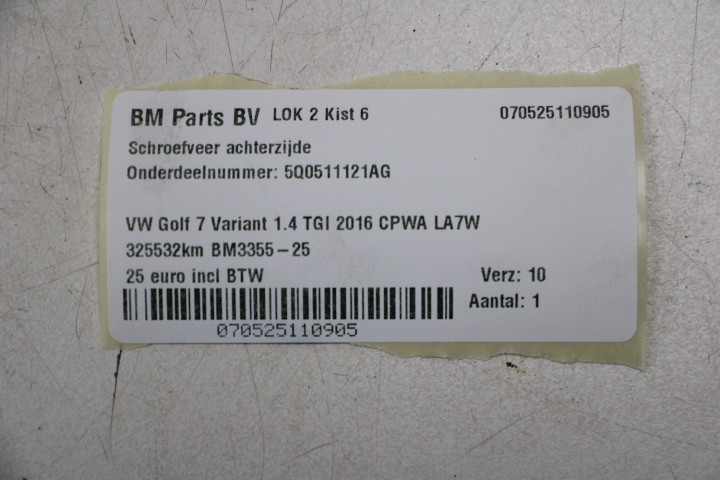 BM Parts BV LOK 2 Kist 6 070525110905
Schroefveer achterzijde
Onderdeelnummer: 5Q0511121AG
VW Golf 7 Variant 1.4 TGI 2016 CPWA LA7W
325532km BM3355-25
25 euro incl BTW Verz: 10
Aantal: 1
070525110905